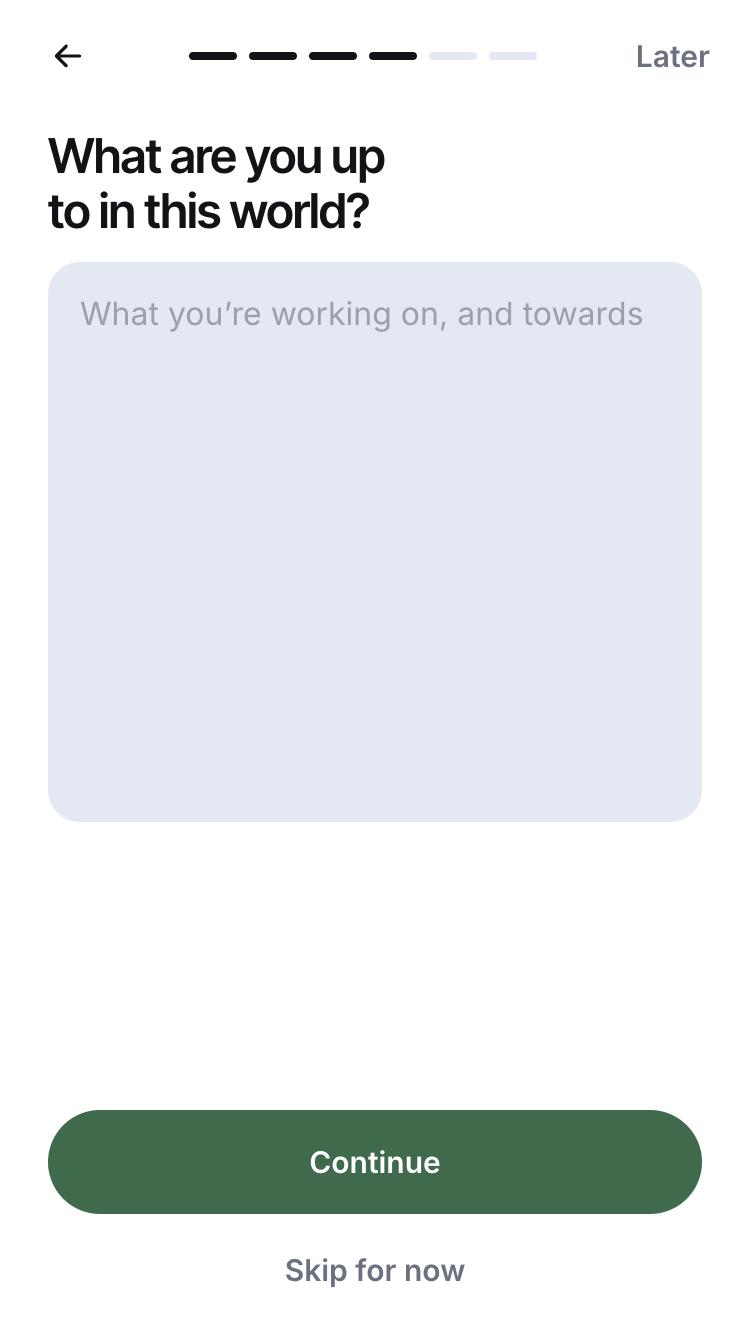 Later
What are you up
to in this world?
What you’re working on, and towards
Continue
Skip for now